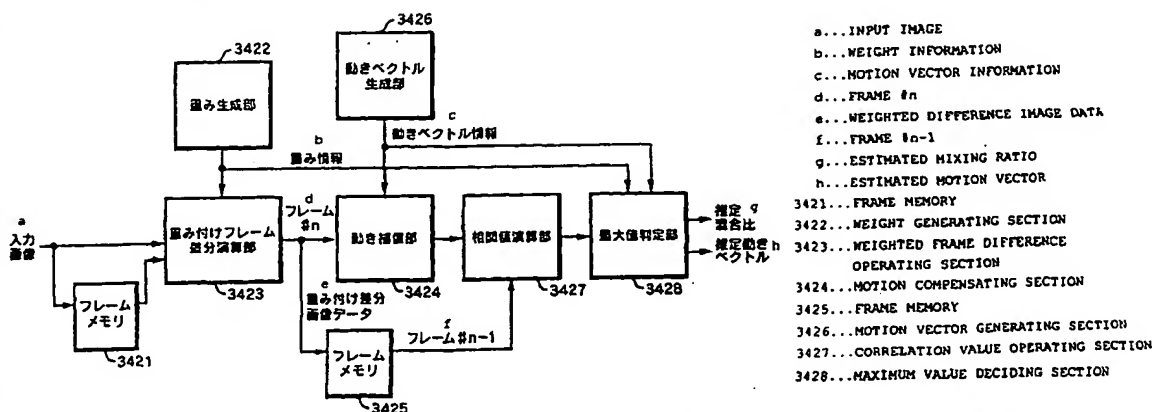 3426
3422
動きベクトル
生成部
重み生成部
c
動きベクトル情報
b
重み情報
a
入力
画像
重み付けフレーム
差分演算部
3423
d
フレーム
#n
動き補償部
3424
相関値演算部
3427
最大値判定部
3428
推定 g
混合比
推定動き h
ベクトル
フレーム
メモリ
3421
e
重み付け差分
画像データ
f
フレーム#n-1
フレーム
メモリ
3425
a...INPUT IMAGE
b...WEIGHT INFORMATION
c...MOTION VECTOR INFORMATION
d...FRAME #n
e...WEIGHTED DIFFERENCE IMAGE DATA
f...FRAME #n-1
g...ESTIMATED MIXING RATIO
h...ESTIMATED MOTION VECTOR
3421...FRAME MEMORY
3422...WEIGHT GENERATING SECTION
3423...WEIGHTED FRAME DIFFERENCE
OPERATING SECTION
3424...MOTION COMPENSATING SECTION
3425...FRAME MEMORY
3426...MOTION VECTOR GENERATING SECTION
3427...CORRELATION VALUE OPERATING SECTION
3428...MAXIMUM VALUE DECIDING SECTION